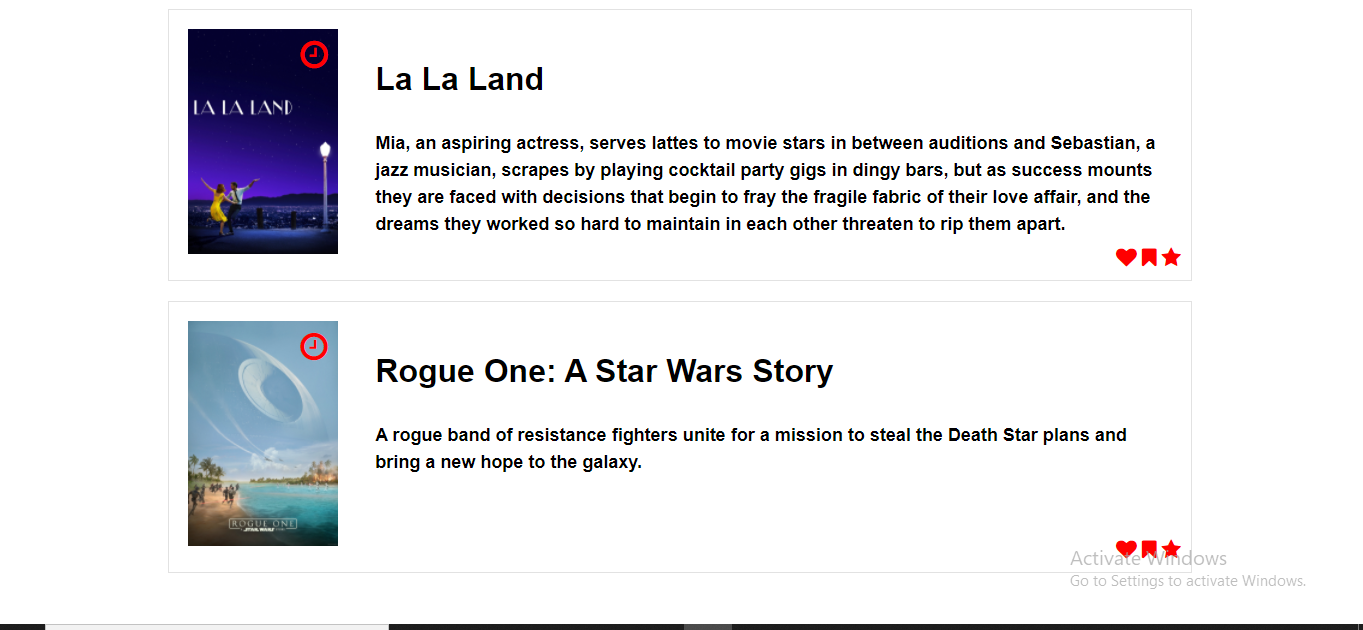 LA LA LAND
La La Land
Mia, an aspiring actress, serves lattes to movie stars in between auditions and Sebastian, a
jazz musician, scrapes by playing cocktail party gigs in dingy bars, but as success mounts
they are faced with decisions that begin to fray the fragile fabric of their love affair, and the
dreams they worked so hard to maintain in each other threaten to rip them apart.
Rogue One: A Star Wars Story
A rogue band of resistance fighters unite for a mission to steal the Death Star plans and
bring a new hope to the galaxy.
ROGUE ONE
STAR WARS
Activate Windows
Go to Settings to activate Windows.